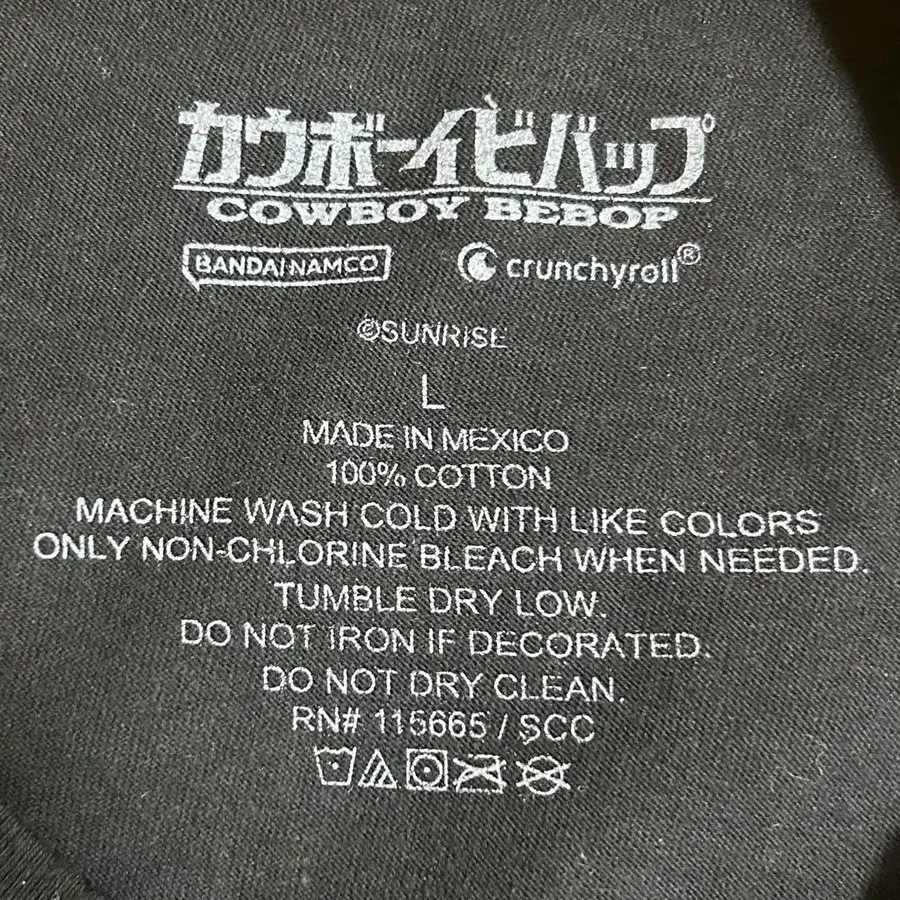 カウボーイビバップ
COWBOY BEBOP
BANDAI NAMCO crunchyroll®
©SUNRISE
L
MADE IN MEXICO
100% COTTON
MACHINE WASH COLD WITH LIKE COLORS
ONLY NON-CHLORINE BLEACH WHEN NEEDED.
TUMBLE DRY LOW.
DO NOT IRON IF DECORATED.
DO NOT DRY CLEAN.
RN# 115665 / SCC